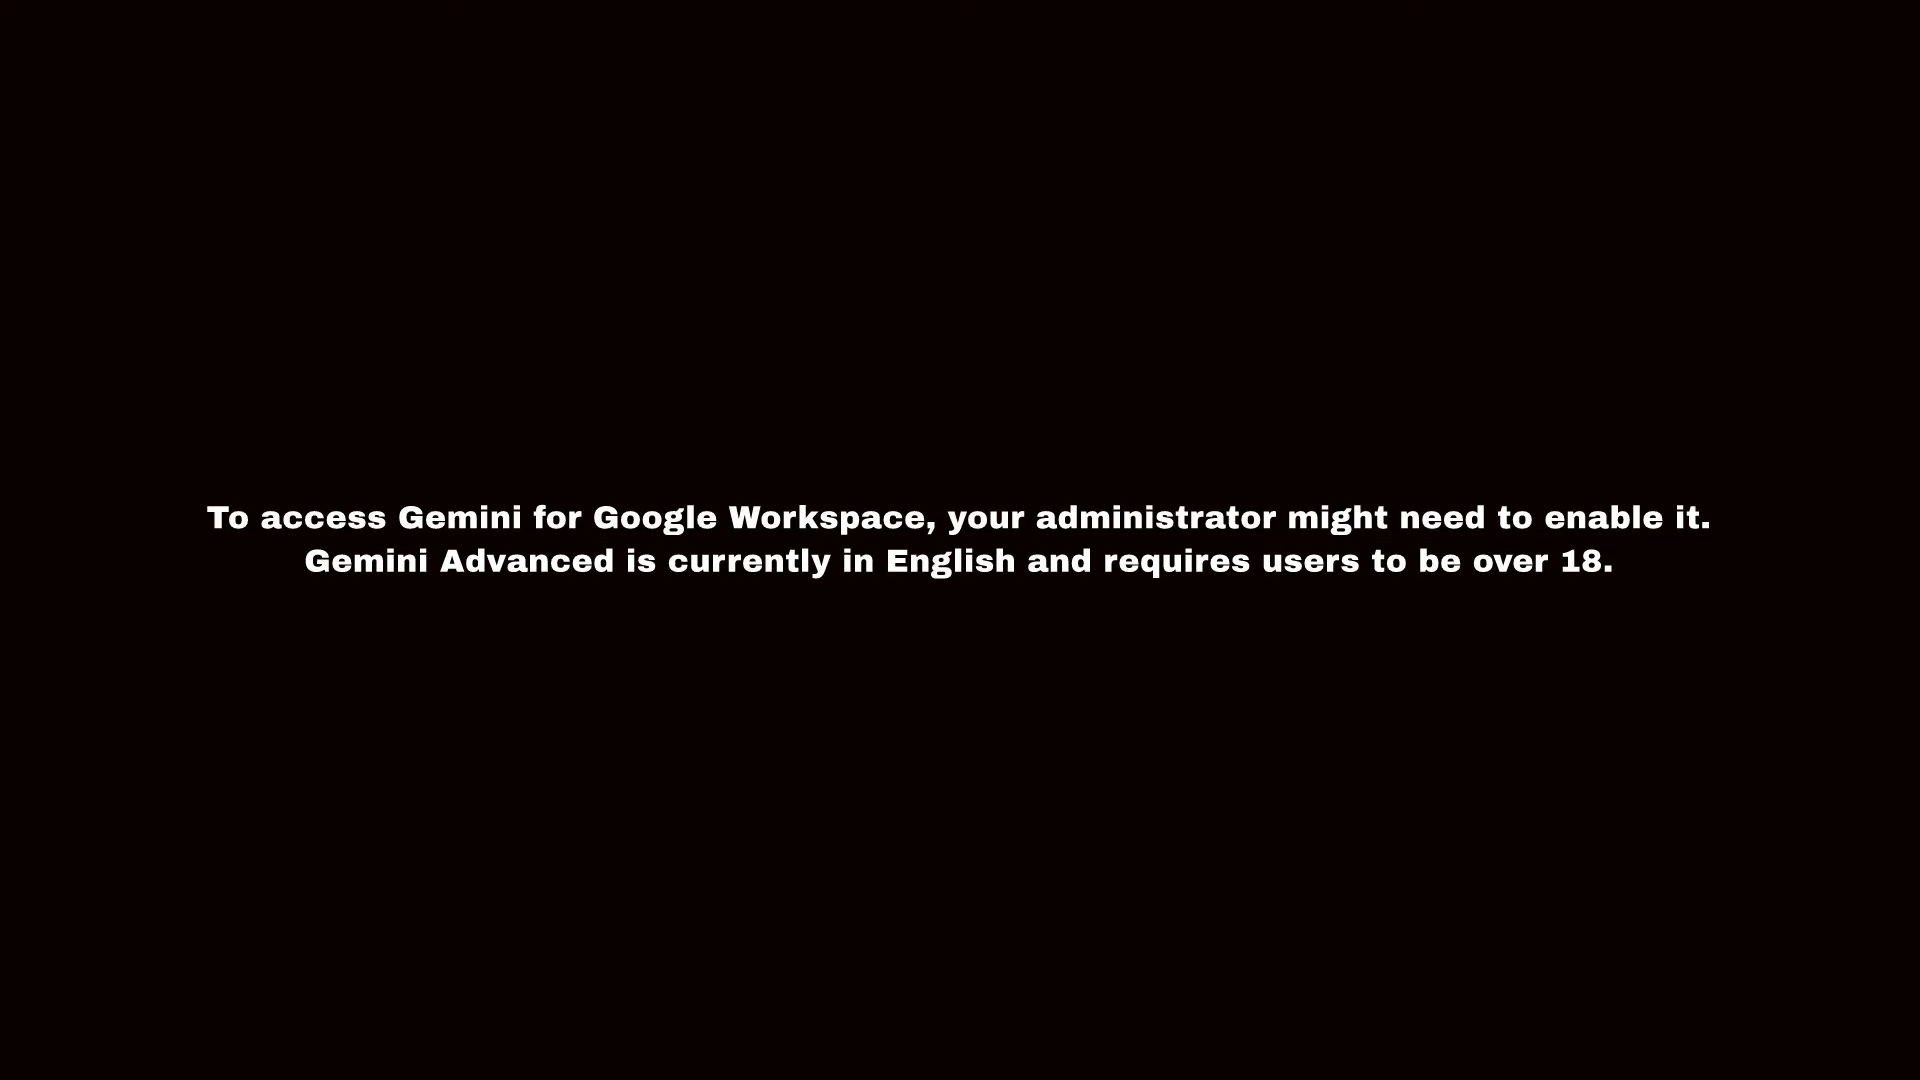 To access Gemini for Google Workspace, your administrator might need to enable it.
Gemini Advanced is currently in English and requires users to be over 18.